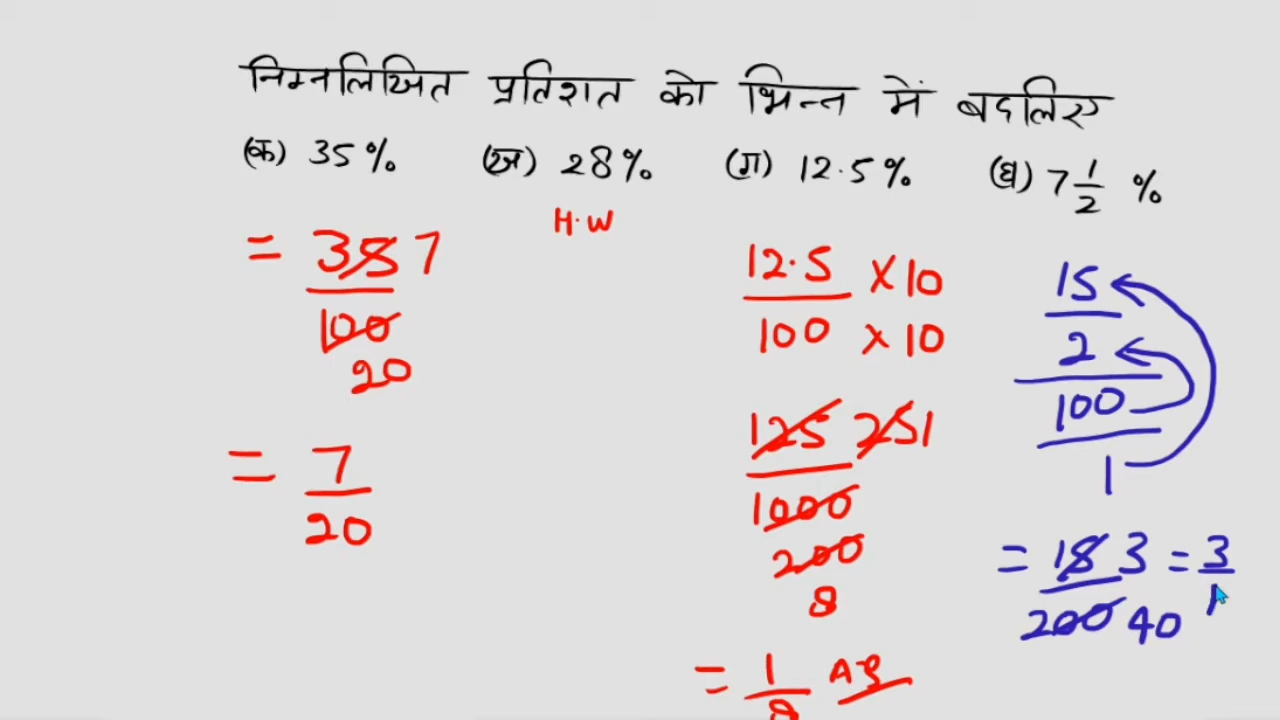 निम्नलिखित प्रतिशत को भिन्न में बदलिए
(क) 35% (ख) 28% (ग) 12.5% (घ) 7 1/2 %
H.W
= 35 7
100
20
= 7
20
12.5 × 10
100 × 10
125 25 1
1000
200
8
= 1 Ans
8
15
2
100
1
= 15 3 = 3
200 40